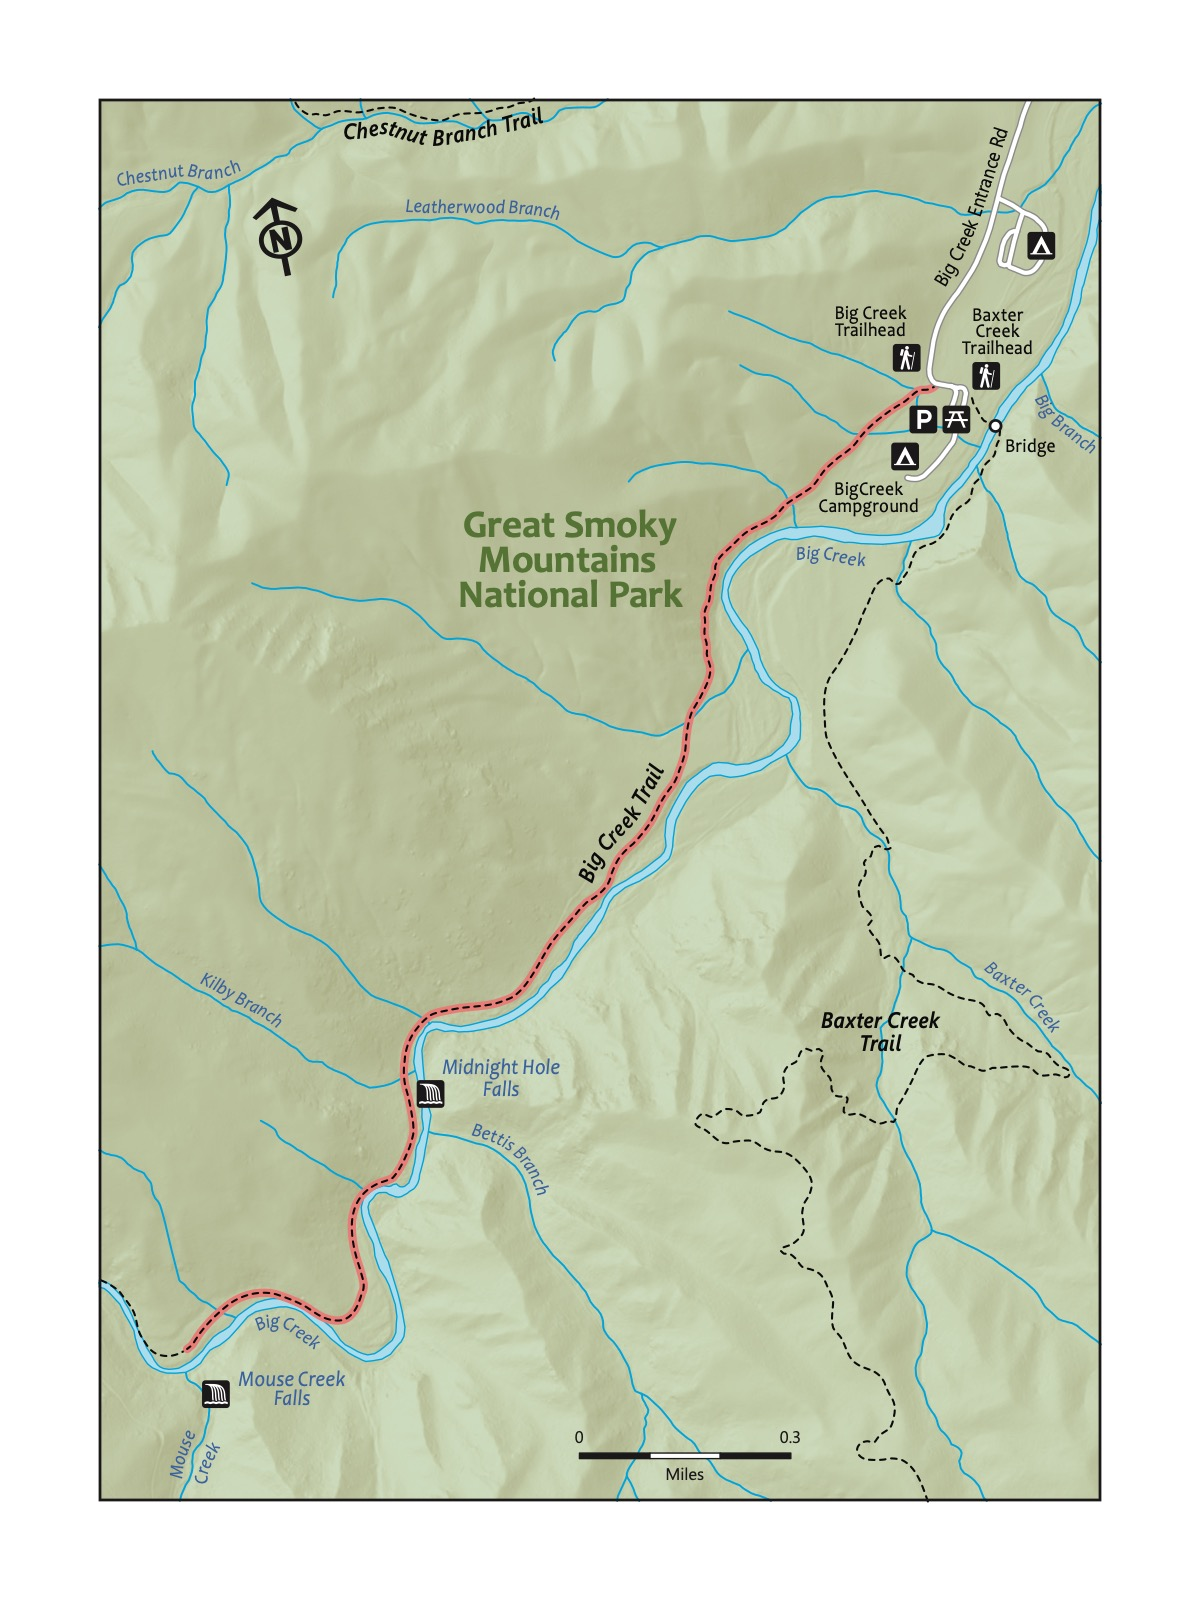 Chestnut Branch Trail
Chestnut Branch
Leatherwood Branch
N
Big Creek Entrance Rd
Big Creek
Trailhead
Baxter
Creek
Trailhead
P
Big Branch
Bridge
BigCreek
Campground
Great Smoky
Mountains
National Park
Big Creek
Big Creek Trail
Kilby Branch
Baxter Creek
Baxter Creek
Trail
Midnight Hole
Falls
Bettis Branch
Big Creek
Mouse Creek
Falls
Mouse
Creek
0 0.3
Miles